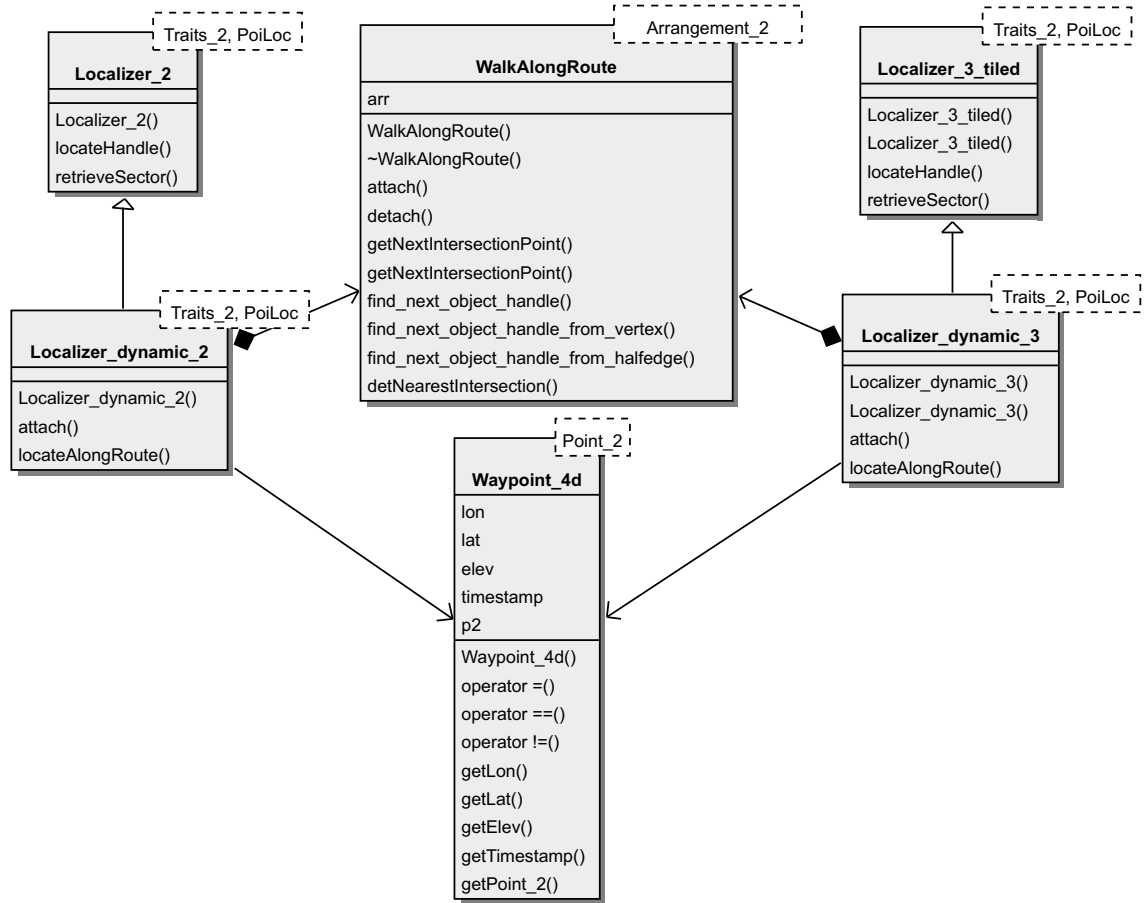 Traits_2, PoiLoc
Localizer_2
Localizer_2()
locateHandle()
retrieveSector()
Arrangement_2
WalkAlongRoute
arr
WalkAlongRoute()
~WalkAlongRoute()
attach()
detach()
getNextIntersectionPoint()
getNextIntersectionPoint()
find_next_object_handle()
find_next_object_handle_from_vertex()
find_next_object_handle_from_halfedge()
detNearestIntersection()
Traits_2, PoiLoc
Localizer_3_tiled
Localizer_3_tiled()
Localizer_3_tiled()
locateHandle()
retrieveSector()
Traits_2, PoiLoc
Localizer_dynamic_2
Localizer_dynamic_2()
attach()
locateAlongRoute()
Traits_2, PoiLoc
Localizer_dynamic_3
Localizer_dynamic_3()
Localizer_dynamic_3()
attach()
locateAlongRoute()
Point_2
Waypoint_4d
lon
lat
elev
timestamp
p2
Waypoint_4d()
operator =()
operator ==()
operator !=()
getLon()
getLat()
getElev()
getTimestamp()
getPoint_2()